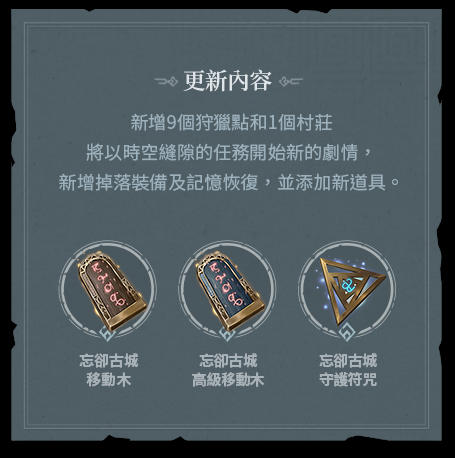 更新內容
新增9個狩獵點和1個村莊
將以時空縫隙的任務開始新的劇情，
新增掉落裝備及記憶恢復，並添加新道具。
忘卻古城
移動木
忘卻古城
高級移動木
忘卻古城
守護符咒